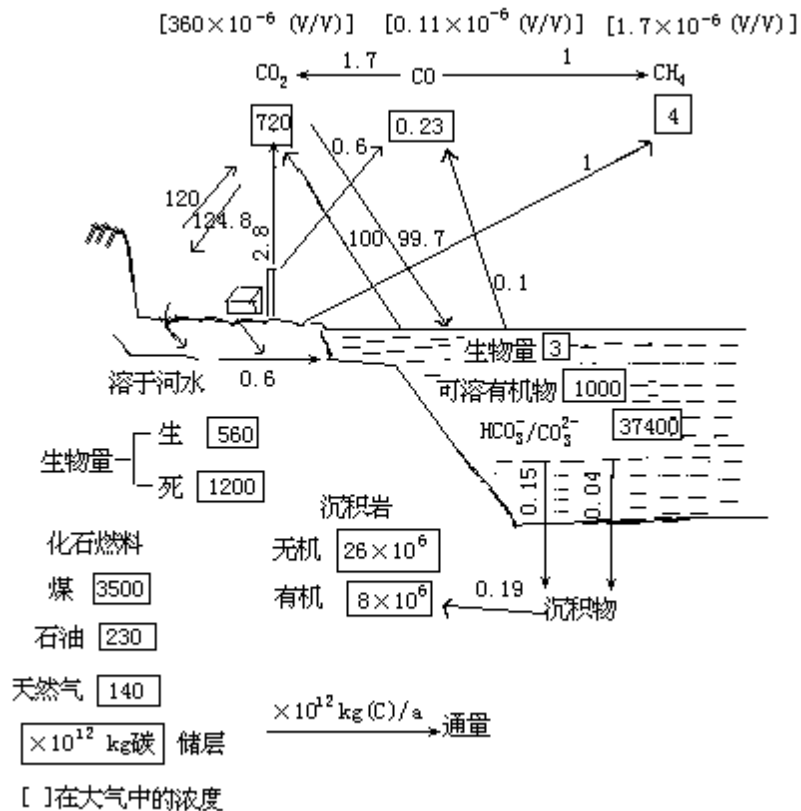 [360×10⁻⁶ (V/V)] [0.11×10⁻⁶ (V/V)] [1.7×10⁻⁶ (V/V)]
CO₂ 1.7 CO 1 CH₄
720 0.23 4
0.6
1
120
124.8
2.8
100 99.7
0.1
生物量 3
溶于河水 0.6
可溶有机物 1000
HCO₃⁻/CO₃²⁻ 37400
生物量
生 560
死 1200
0.15
0.04
沉积岩
化石燃料
无机 26×10⁶
煤 3500
有机 8×10⁶
0.19
沉积物
石油 230
天然气 140
×10¹² kg碳 储层
×10¹² kg(C)/a 通量
[ ]在大气中的浓度